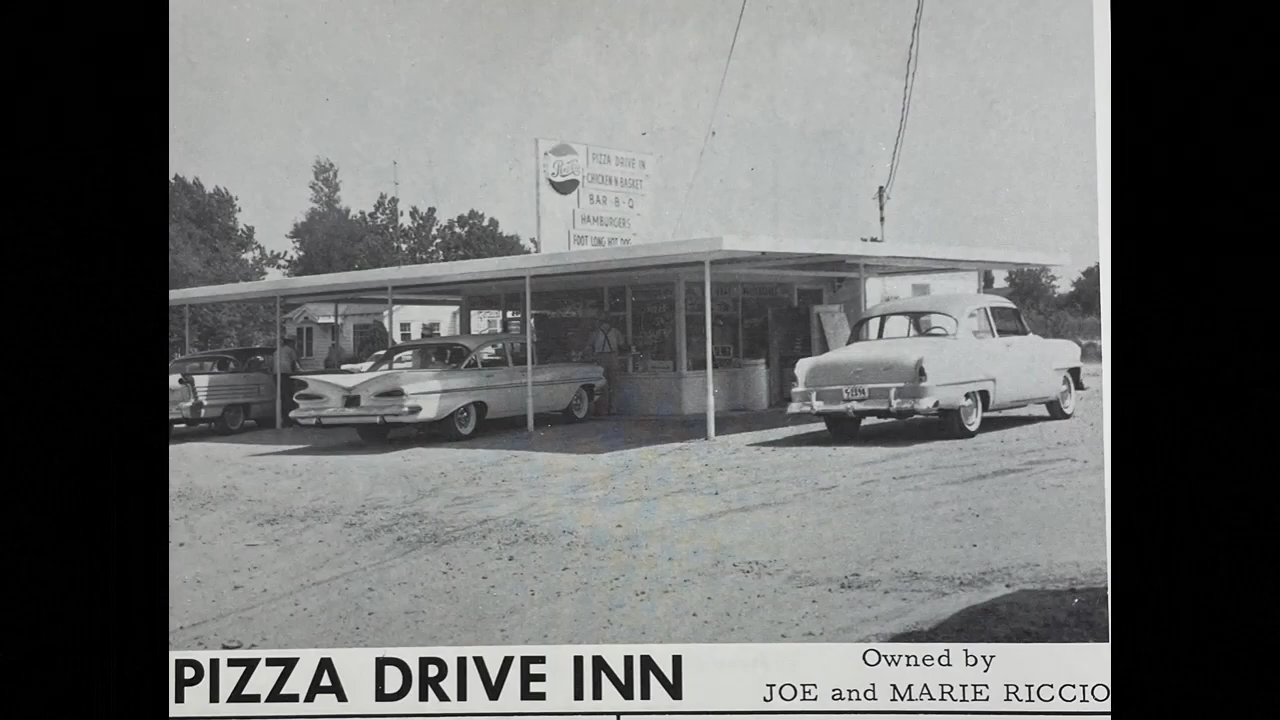 Pepsi
PIZZA DRIVE IN
CHICKEN N BASKET
BAR-B-Q
HAMBURGERS
FOOT LONG HOT DOG
PIZZA DRIVE INN
Owned by
JOE and MARIE RICCIO